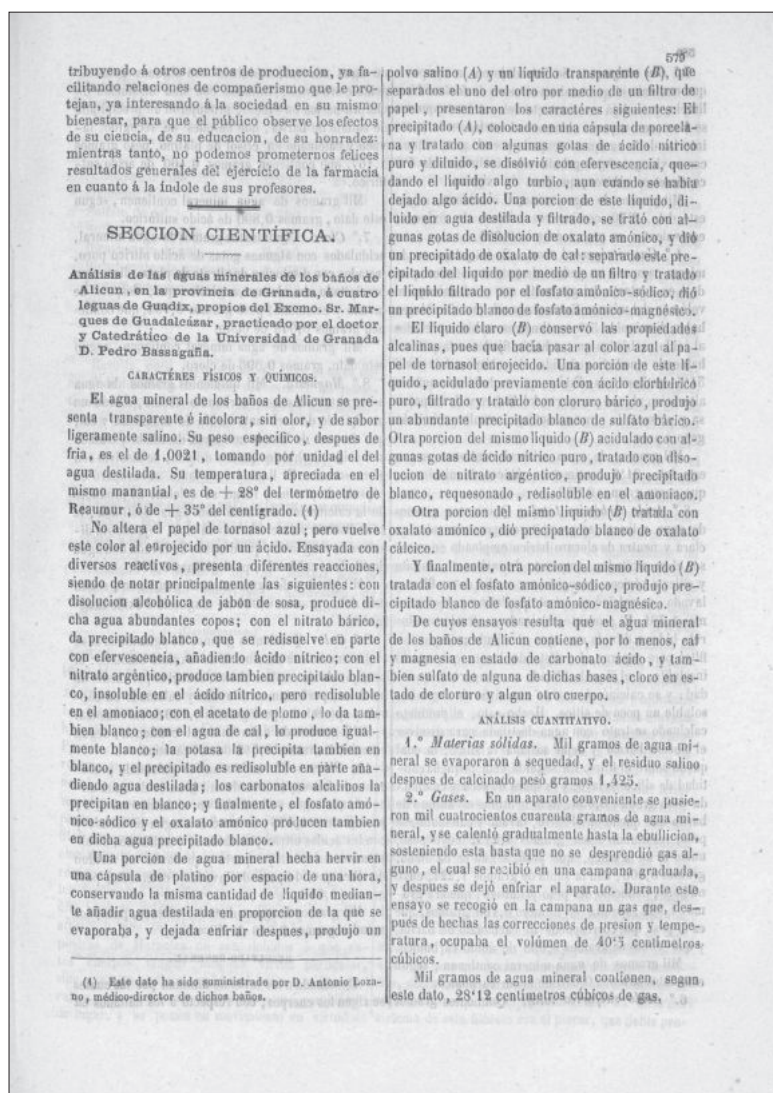 579
tribuyendo á otros centros de produccion, ya fa-
cilitando relaciones de compañerismo que le pro-
tejan, ya interesando á la sociedad en su mismo
bienestar, para que el público observe los efectos
de su ciencia, de su educacion, de su honradez:
mientras tanto, no podemos prometernos felices
resultados generales del ejercicio de la farmacia
en cuanto á la índole de sus profesores.
SECCION CIENTÍFICA.
Análisis de las aguas minerales de los baños de
Alicun, en la provincia de Granada, á cuatro
leguas de Guadix, propios del Excmo. Sr. Mar-
ques de Guadalcázar, practicado por el doctor
y Catedrático de la Universidad de Granada
D. Pedro Bassagaña.
CARACTÉRES FÍSICOS Y QUÍMICOS.
El agua mineral de los baños de Alicun se pre-
senta transparente é incolora, sin olor, y de sabor
ligeramente salino. Su peso específico, despues de
fria, es el de 1,0021, tomando por unidad el del
agua destilada. Su temperatura, apreciada en el
mismo manantial, es de + 28° del termómetro de
Reaumur, ó de + 35° del centígrado. (1)
No altera el papel de tornasol azul; pero vuelve
este color al enrojecido por un ácido. Ensayada con
diversos reactivos, presenta diferentes reacciones,
siendo de notar principalmente las siguientes: con
disolucion alcohólica de jabon de sosa, produce di-
cha agua abundantes copos; con el nitrato bárico,
da precipitado blanco, que se redisuelve en parte
con efervescencia, añadiendo ácido nítrico; con el
nitrato argéntico, produce tambien precipitado blan-
co, insoluble en el ácido nítrico, pero redisoluble
en el amoniaco; con el acetato de plomo, lo da tam-
bien blanco; con el agua de cal, lo produce igual-
mente blanco; la potasa la precipita tambien en
blanco, y el precipitado es redisoluble en parte aña-
diendo agua destilada; los carbonatos alcalinos la
precipitan en blanco; y finalmente, el fosfato amó-
nico-sódico y el oxalato amónico producen tambien
en dicha agua precipitado blanco.
Una porcion de agua mineral hecha hervir en
una cápsula de platino por espacio de una hora,
conservando la misma cantidad de líquido median-
te añadir agua destilada en proporcion de la que se
evaporaba, y dejada enfriar despues, produjo un
(1) Este dato ha sido suministrado por D. Antonio Loza-
no, médico-director de dichos baños.
polvo salino (A) y un líquido transparente (B), que
separados el uno del otro por medio de un filtro de
papel, presentaron los caractéres siguientes: El
precipitado (A), colocado en una cápsula de porcela-
na y tratado con algunas gotas de ácido nítrico
puro y diluido, se disolvió con efervescencia, que-
dando el líquido algo turbio, aun cuando se habia
dejado algo ácido. Una porcion de este líquido, di-
luido en agua destilada y filtrado, se trató con al-
gunas gotas de disolucion de oxalato amónico, y dió
un precipitado de oxalato de cal: separado este pre-
cipitado del líquido por medio de un filtro y tratado
el líquido filtrado por el fosfato amónico-sódico, dió
un precipitado blanco de fosfato amónico-magnésico.
El líquido claro (B) conservó las propiedades
alcalinas, pues que hacía pasar al color azul al pa-
pel de tornasol enrojecido. Una porcion de este lí-
quido, acidulado previamente con ácido clorhídrico
puro, filtrado y tratado con cloruro bárico, produjo
un abundante precipitado blanco de sulfato bárico.
Otra porcion del mismo líquido (B) acidulado con al-
gunas gotas de ácido nítrico puro, tratado con diso-
lucion de nitrato argéntico, produjo precipitado
blanco, requesonado, redisoluble en el amoniaco.
Otra porcion del mismo líquido (B) tratada con
oxalato amónico, dió precipatado blanco de oxalato
cálcico.
Y finalmente, otra porcion del mismo líquido (B)
tratada con el fosfato amónico-sódico, produjo pre-
cipitado blanco de fosfato amónico-magnésico.
De cuyos ensayos resulta que el agua mineral
de los baños de Alicun contiene, por lo menos, cal
y magnesia en estado de carbonato ácido, y tam-
bien sulfato de alguna de dichas bases, cloro en es-
tado de cloruro y algun otro cuerpo.
ANÁLISIS CUANTITATIVO.
1.° Materias sólidas. Mil gramos de agua mi-
neral se evaporaron á sequedad, y el residuo salino
despues de calcinado pesó gramos 1,425.
2.° Gases. En un aparato conveniente se pusie-
ron mil cuatrocientos cuarenta gramos de agua mi-
neral, y se calentó gradualmente hasta la ebullicion,
sosteniendo esta hasta que no se desprendió gas al-
guno, el cual se recibió en una campana graduada,
y despues se dejó enfriar el aparato. Durante este
ensayo se recogió en la campana un gas que, des-
pués de hechas las correcciones de presion y tempe-
ratura, ocupaba el volúmen de 40'5 centímetros
cúbicos.
Mil gramos de agua mineral contienen, segun
este dato, 28'12 centímetros cúbicos de gas.